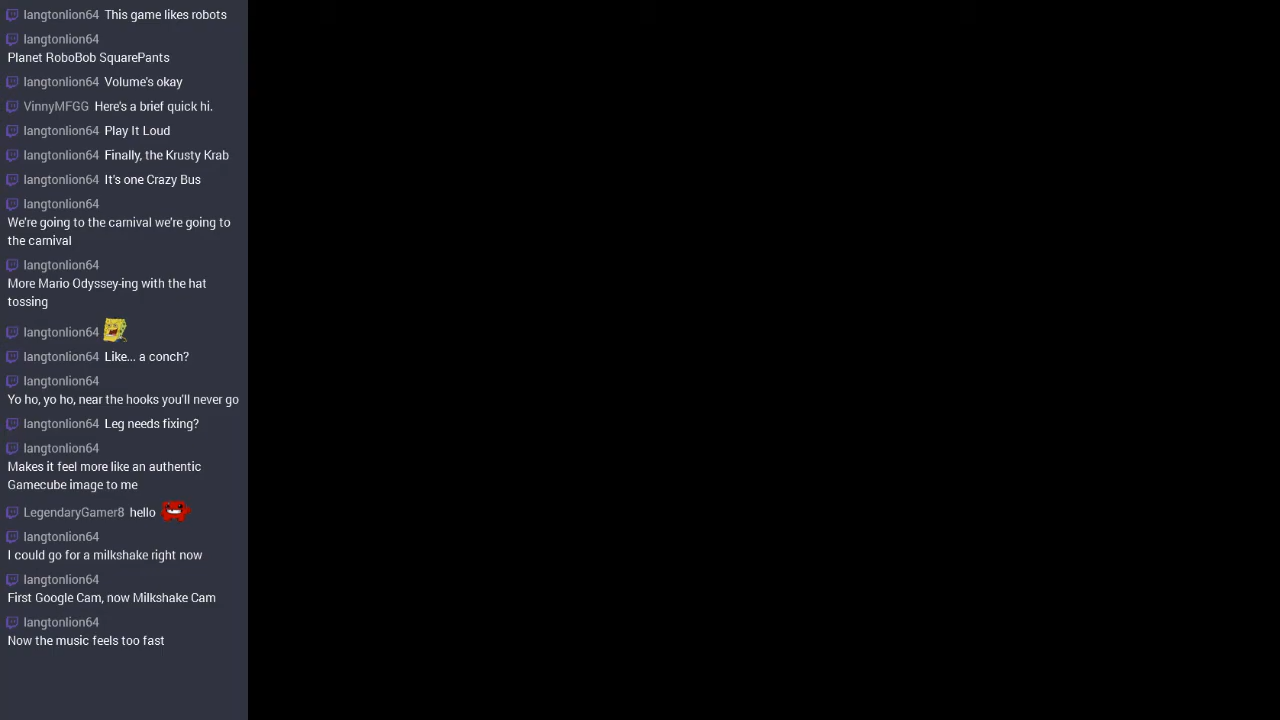 langtonlion64 This game likes robots
langtonlion64
Planet RoboBob SquarePants
langtonlion64 Volume's okay
VinnyMFGG Here's a brief quick hi.
langtonlion64 Play It Loud
langtonlion64 Finally, the Krusty Krab
langtonlion64 It's one Crazy Bus
langtonlion64
We're going to the carnival we're going to
the carnival
langtonlion64
More Mario Odyssey-ing with the hat
tossing
langtonlion64
langtonlion64 Like... a conch?
langtonlion64
Yo ho, yo ho, near the hooks you'll never go
langtonlion64 Leg needs fixing?
langtonlion64
Makes it feel more like an authentic
Gamecube image to me
LegendaryGamer8 hello
langtonlion64
I could go for a milkshake right now
langtonlion64
First Google Cam, now Milkshake Cam
langtonlion64
Now the music feels too fast